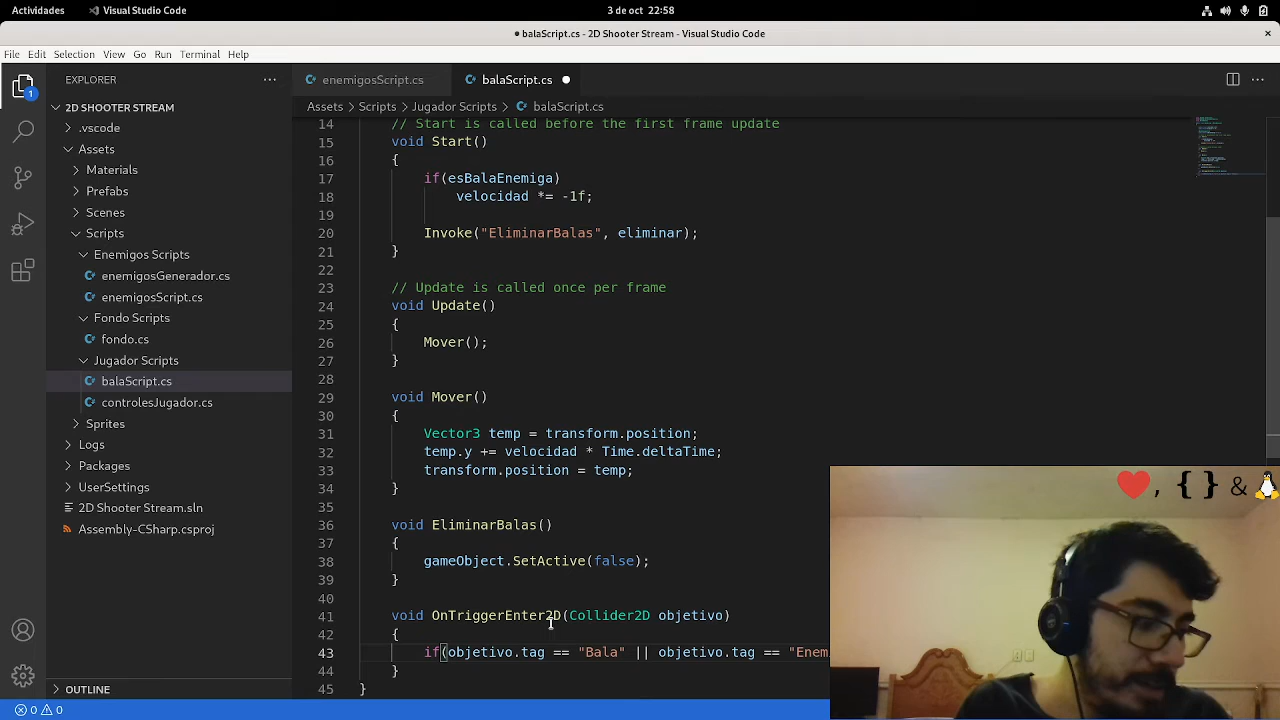 Actividades
Visual Studio Code
3 de oct 22:58
● balaScript.cs - 2D Shooter Stream - Visual Studio Code
File Edit Selection View Go Run Terminal Help
EXPLORER
enemigosScript.cs
balaScript.cs
2D SHOOTER STREAM
.vscode
Assets
Materials
Prefabs
Scenes
Scripts
Enemigos Scripts
enemigosGenerador.cs
enemigosScript.cs
Fondo Scripts
fondo.cs
Jugador Scripts
balaScript.cs
controlesJugador.cs
Sprites
Logs
Packages
UserSettings
2D Shooter Stream.sln
Assembly-CSharp.csproj
OUTLINE
0 0
1
Assets > Scripts > Jugador Scripts > balaScript.cs
14 // Start is called before the first frame update
15 void Start()
16 {
17 if(esBalaEnemiga)
18 velocidad *= -1f;
19
20 Invoke("EliminarBalas", eliminar);
21 }
22
23 // Update is called once per frame
24 void Update()
25 {
26 Mover();
27 }
28
29 void Mover()
30 {
31 Vector3 temp = transform.position;
32 temp.y += velocidad * Time.deltaTime;
33 transform.position = temp;
34 }
35
36 void EliminarBalas()
37 {
38 gameObject.SetActive(false);
39 }
40
41 void OnTriggerEnter2D(Collider2D objetivo)
42 {
43 if(objetivo.tag == "Bala" || objetivo.tag == "Enem
44 }
45 }
, { } &